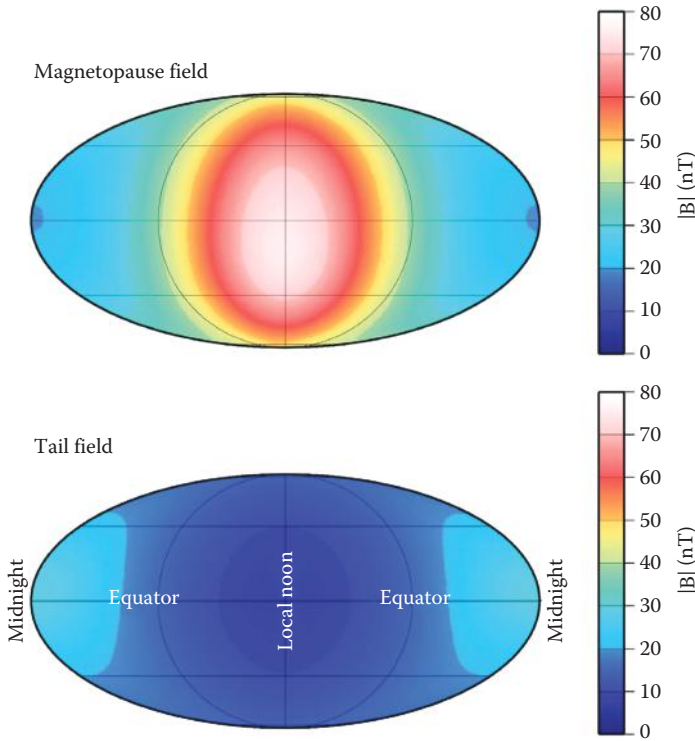 80
Magnetopause field
70
60
50
40
30
20
10
0
|B| (nT)
80
Tail field
70
60
50
40
30
20
10
0
|B| (nT)
Midnight
Equator
Local noon
Equator
Midnight